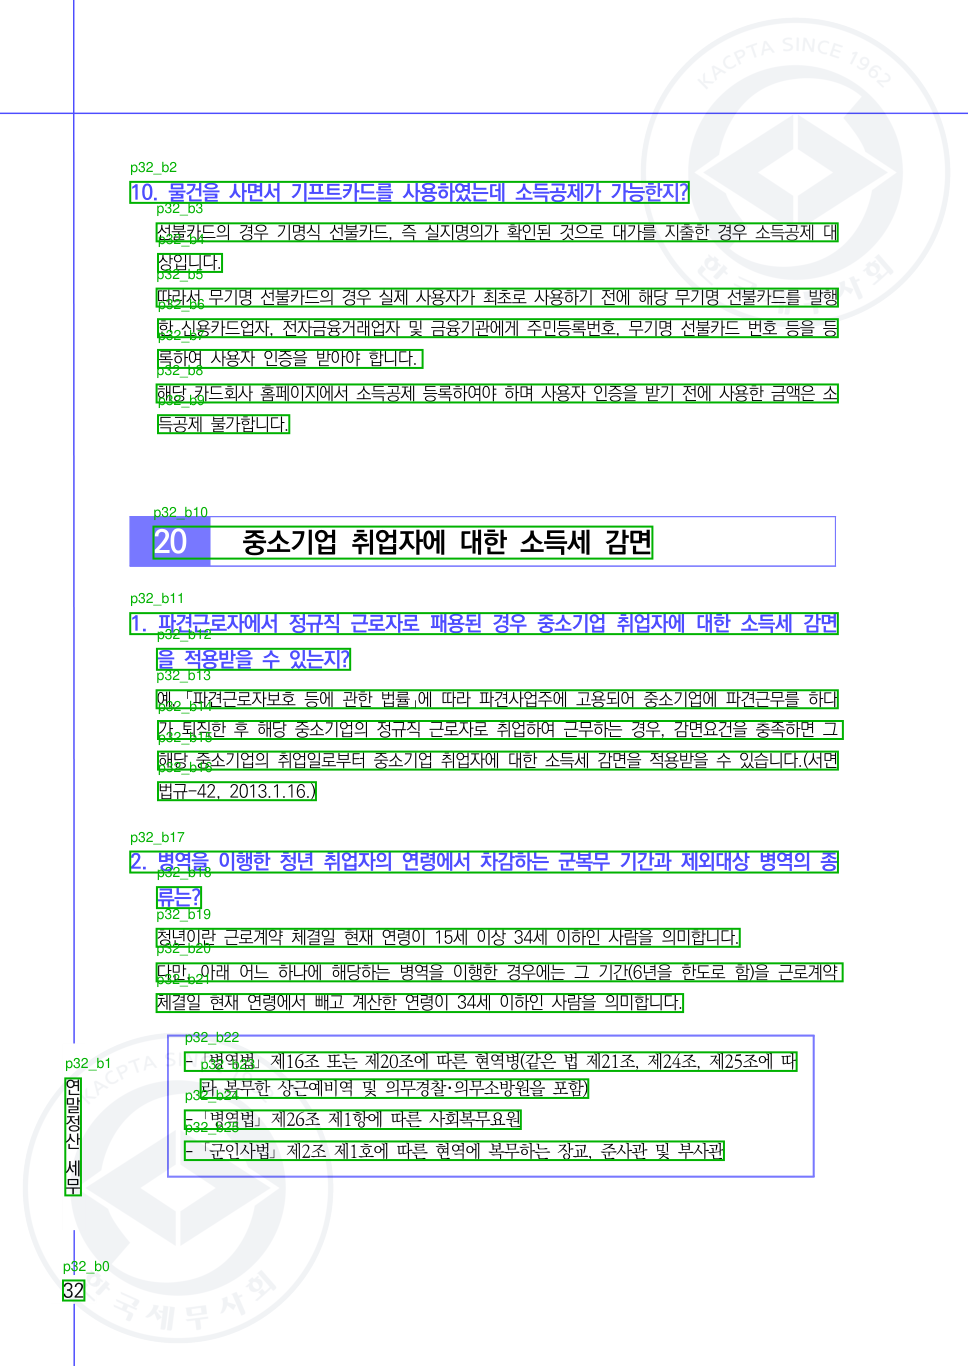 KACPTA SINCE 1962
p32_b2
10. 물건을 사면서 기프트카드를 사용하였는데 소득공제가 가능한지?
p32_b3
선불카드의 경우 기명식 선불카드, 즉 실지명의가 확인된 것으로 대가를 지출한 경우 소득공제 대
p32_b4
상입니다.
p32_b5
따라서 무기명 선불카드의 경우 실제 사용자가 최초로 사용하기 전에 해당 무기명 선불카드를 발행
p32_b6
한 신용카드업자, 전자금융거래업자 및 금융기관에게 주민등록번호, 무기명 선불카드 번호 등을 등
p32_b7
록하여 사용자 인증을 받아야 합니다.
p32_b8
해당 카드회사 홈페이지에서 소득공제 등록하여야 하며 사용자 인증을 받기 전에 사용한 금액은 소
p32_b9
득공제 불가합니다.
p32_b10
20 중소기업 취업자에 대한 소득세 감면
p32_b11
1. 파견근로자에서 정규직 근로자로 패용된 경우 중소기업 취업자에 대한 소득세 감면
p32_b12
을 적용받을 수 있는지?
p32_b13
예, 「파견근로자보호 등에 관한 법률」에 따라 파견사업주에 고용되어 중소기업에 파견근무를 하다
p32_b14
가 퇴직한 후 해당 중소기업의 정규직 근로자로 취업하여 근무하는 경우, 감면요건을 충족하면 그
p32_b15
해당 중소기업의 취업일로부터 중소기업 취업자에 대한 소득세 감면을 적용받을 수 있습니다.(서면
p32_b16
법규-42, 2013.1.16.)
p32_b17
2. 병역을 이행한 청년 취업자의 연령에서 차감하는 군복무 기간과 제외대상 병역의 종
p32_b18
류는?
p32_b19
청년이란 근로계약 체결일 현재 연령이 15세 이상 34세 이하인 사람을 의미합니다.
p32_b20
다만, 아래 어느 하나에 해당하는 병역을 이행한 경우에는 그 기간(6년을 한도로 함)을 근로계약
p32_b21
체결일 현재 연령에서 빼고 계산한 연령이 34세 이하인 사람을 의미합니다.
p32_b22
- 「병역법」 제16조 또는 제20조에 따른 현역병(같은 법 제21조, 제24조, 제25조에 따
p32_b23
라 복무한 상근예비역 및 의무경찰·의무소방원을 포함)
p32_b24
- 「병역법」 제26조 제1항에 따른 사회복무요원
p32_b25
- 「군인사법」 제2조 제1호에 따른 현역에 복무하는 장교, 준사관 및 부사관
p32_b1
연말정산 세무
p32_b0
32
한국세무사회